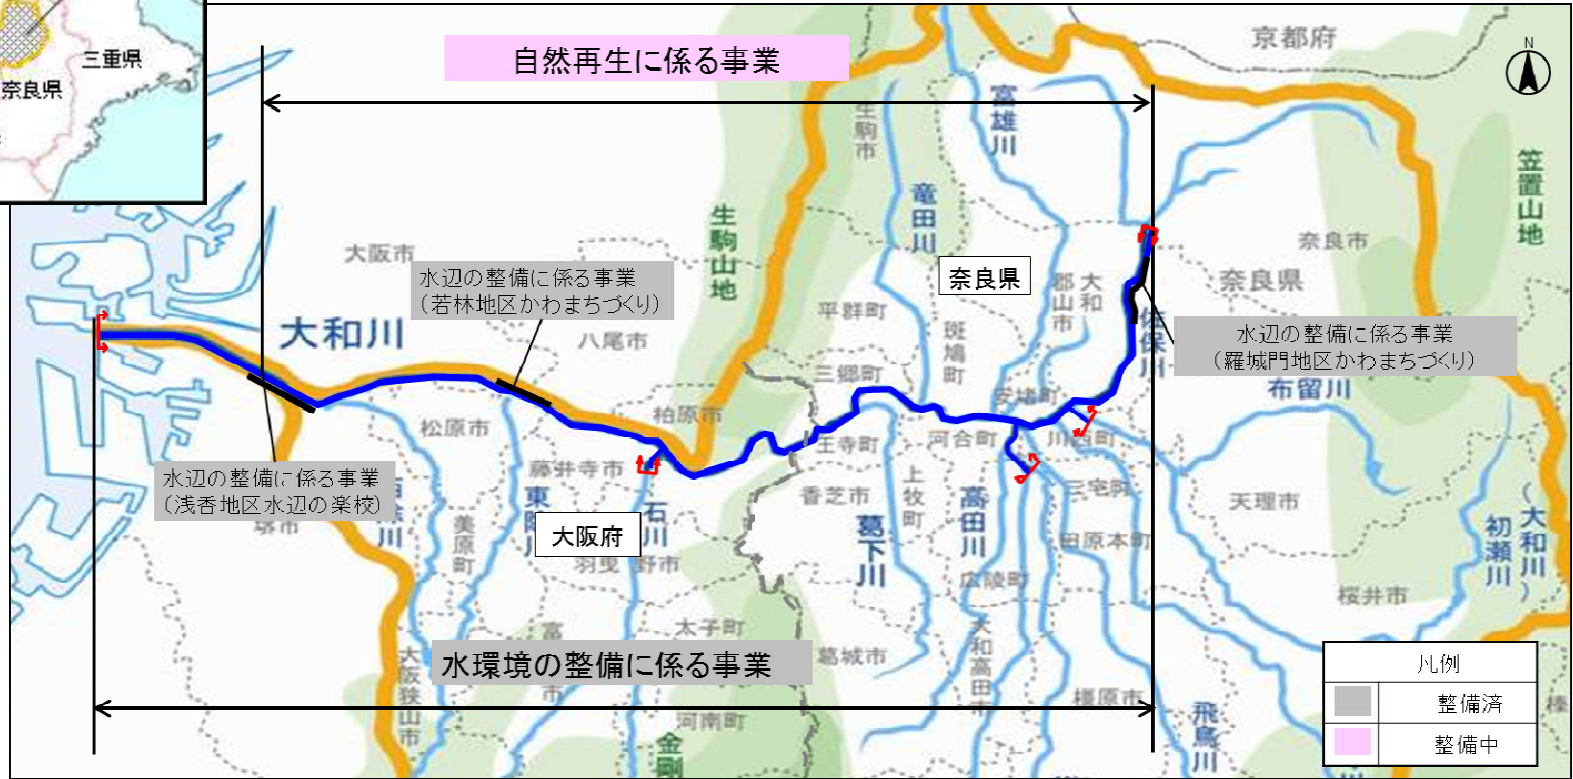 三重県
奈良県
自然再生に係る事業
京都府
N
富雄川
生駒市
笠置山地
竜田川
生駒山地
奈良市
大阪市
水辺の整備に係る事業
（若林地区かわまちづくり）
奈良県
奈良県
大和
郡山市
平群町
斑鳩町
大和川
八尾市
佐保川
水辺の整備に係る事業
（羅城門地区かわまちづくり）
三郷町
安堵町
布留川
柏原市
松原市
王寺町
河合町
川西町
水辺の整備に係る事業
（浅香地区水辺の楽校）
藤井寺市
香芝市
上牧町
三宅町
天理市
堺市
石川
高田川
葛下川
（大和川）
初瀬川
美原町
大阪府
田原本町
羽曳野市
広陵町
桜井市
太子町
大和高田市
葛城市
水環境の整備に係る事業
大阪狭山市
橿原市
河南町
飛鳥川
金剛
凡例
整備済
整備中